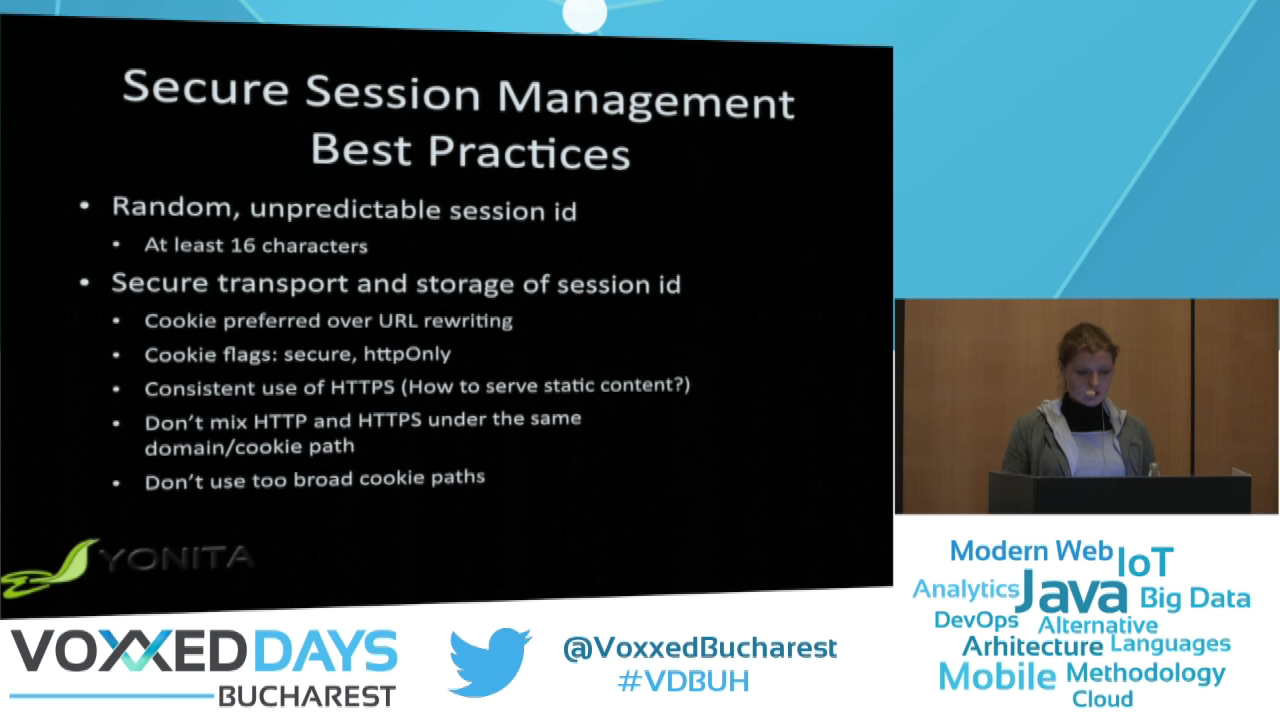 Secure Session Management
Best Practices
• Random, unpredictable session id
• At least 16 characters
• Secure transport and storage of session id
• Cookie preferred over URL rewriting
• Cookie flags: secure, httpOnly
• Consistent use of HTTPS (How to serve static content?)
• Don't mix HTTP and HTTPS under the same
domain/cookie path
• Don't use too broad cookie paths
YONITA
VOXXED DAYS
BUCHAREST
@VoxxedBucharest
#VDBUH
Modern Web
IoT
Analytics
Java
Big Data
DevOps
Alternative
Arhitecture
Languages
Mobile
Methodology
Cloud